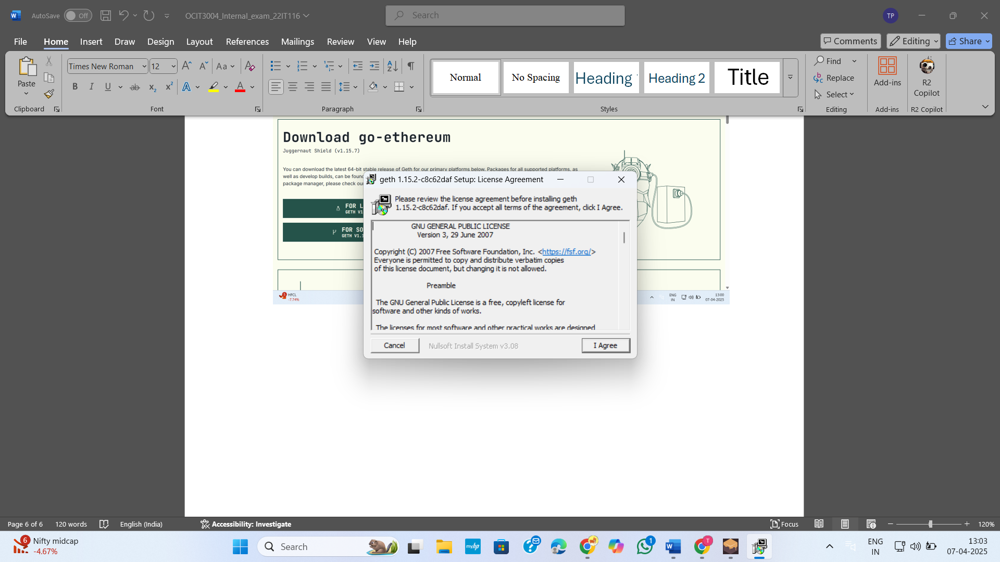 AutoSave Off OCIT3004_Internal_exam_22IT116 Search TP
File Home Insert Draw Design Layout References Mailings Review View Help Comments Editing Share
Paste Times New Roman 12 Aa Normal No Spacing Heading Heading 2 Title Find Replace Select Add-ins R2 Copilot
Clipboard Font Paragraph Styles Editing Add-ins R2 Copilot
Download go-ethereum
Juggernaut Shield (v1.15.7)
You can download the latest 64-bit stable release of Geth for our primary platforms below. Packages for all supported platforms, as
well as develop builds, can be foun
package manager, please check ou
FOR L
GETH V1
FOR SO
GETH V1.1
HFCL
-7.74%
ENG
IN
13:00
07-04-2025
geth 1.15.2-c8c62daf Setup: License Agreement
Please review the license agreement before installing geth
1.15.2-c8c62daf. If you accept all terms of the agreement, click I Agree.
GNU GENERAL PUBLIC LICENSE
Version 3, 29 June 2007
Copyright (C) 2007 Free Software Foundation, Inc. <https://fsf.org/>
Everyone is permitted to copy and distribute verbatim copies
of this license document, but changing it is not allowed.
Preamble
The GNU General Public License is a free, copyleft license for
software and other kinds of works.
The licenses for most software and other practical works are designed
Cancel Nullsoft Install System v3.08 I Agree
Page 6 of 6 120 words English (India) Accessibility: Investigate Focus 120%
6 Nifty midcap
-4.67%
Search
myhp
1
T
ENG
IN
13:03
07-04-2025